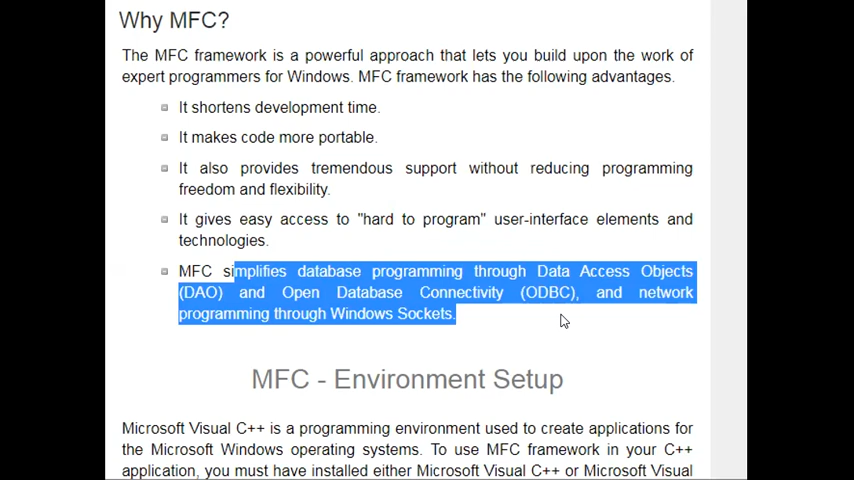 Why MFC?
The MFC framework is a powerful approach that lets you build upon the work of
expert programmers for Windows. MFC framework has the following advantages.
It shortens development time.
It makes code more portable.
It also provides tremendous support without reducing programming
freedom and flexibility.
It gives easy access to "hard to program" user-interface elements and
technologies.
MFC simplifies database programming through Data Access Objects
(DAO) and Open Database Connectivity (ODBC), and network
programming through Windows Sockets.
MFC - Environment Setup
Microsoft Visual C++ is a programming environment used to create applications for
the Microsoft Windows operating systems. To use MFC framework in your C++
application, you must have installed either Microsoft Visual C++ or Microsoft Visual